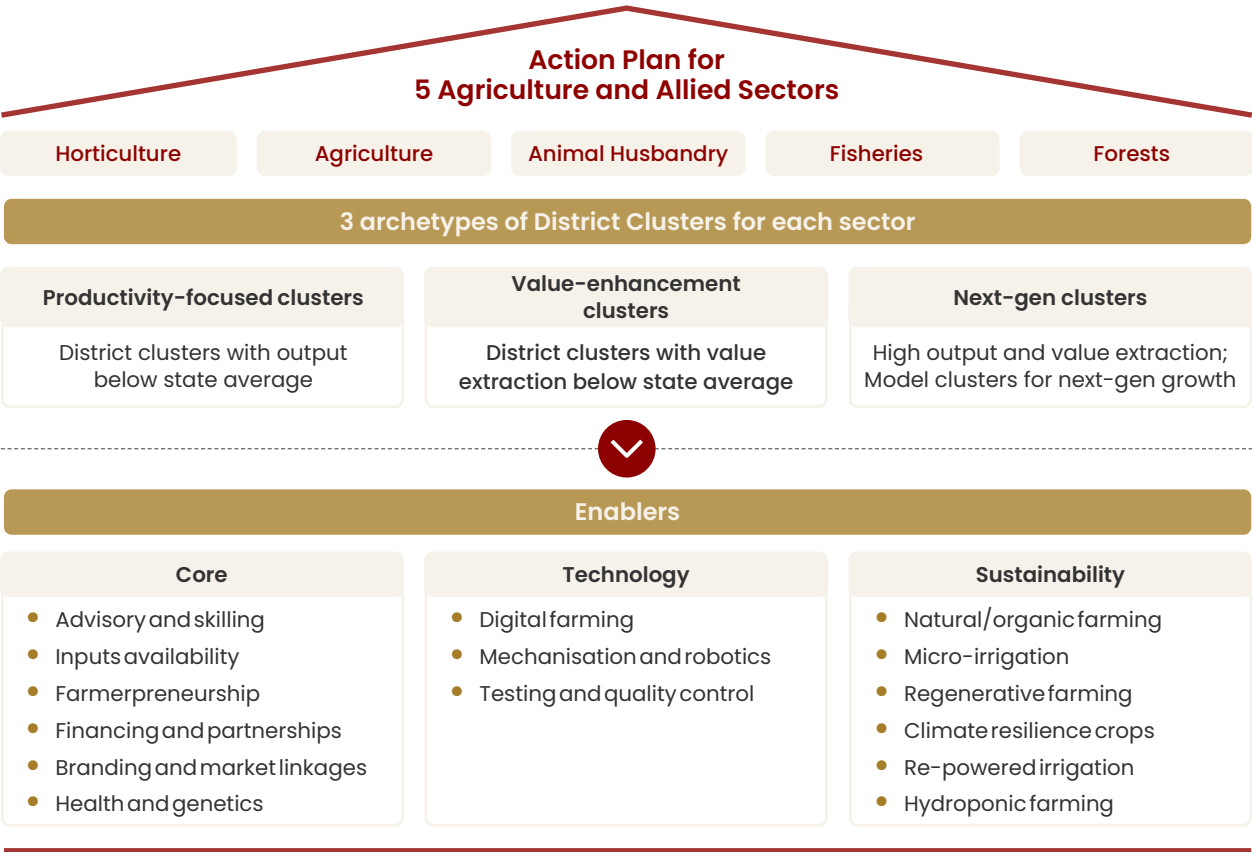 Action Plan for
5 Agriculture and Allied Sectors
Horticulture
Agriculture
Animal Husbandry
Fisheries
Forests
3 archetypes of District Clusters for each sector
Productivity-focused clusters
District clusters with output
below state average
Value-enhancement
clusters
District clusters with value
extraction below state average
Next-gen clusters
High output and value extraction;
Model clusters for next-gen growth
Enablers
Core
Advisory and skilling
Inputs availability
Farmerpreneurship
Financing and partnerships
Branding and market linkages
Health and genetics
Technology
Digital farming
Mechanisation and robotics
Testing and quality control
Sustainability
Natural/organic farming
Micro-irrigation
Regenerative farming
Climate resilience crops
Re-powered irrigation
Hydroponic farming